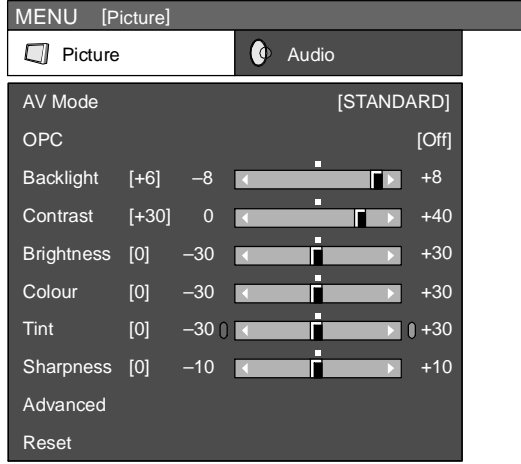 MENU [Picture]
Picture Audio
AV Mode [STANDARD]
OPC [Off]
Backlight [+6] –8 +8
Contrast [+30] 0 +40
Brightness [0] –30 +30
Colour [0] –30 +30
Tint [0] –30 +30
Sharpness [0] –10 +10
Advanced
Reset